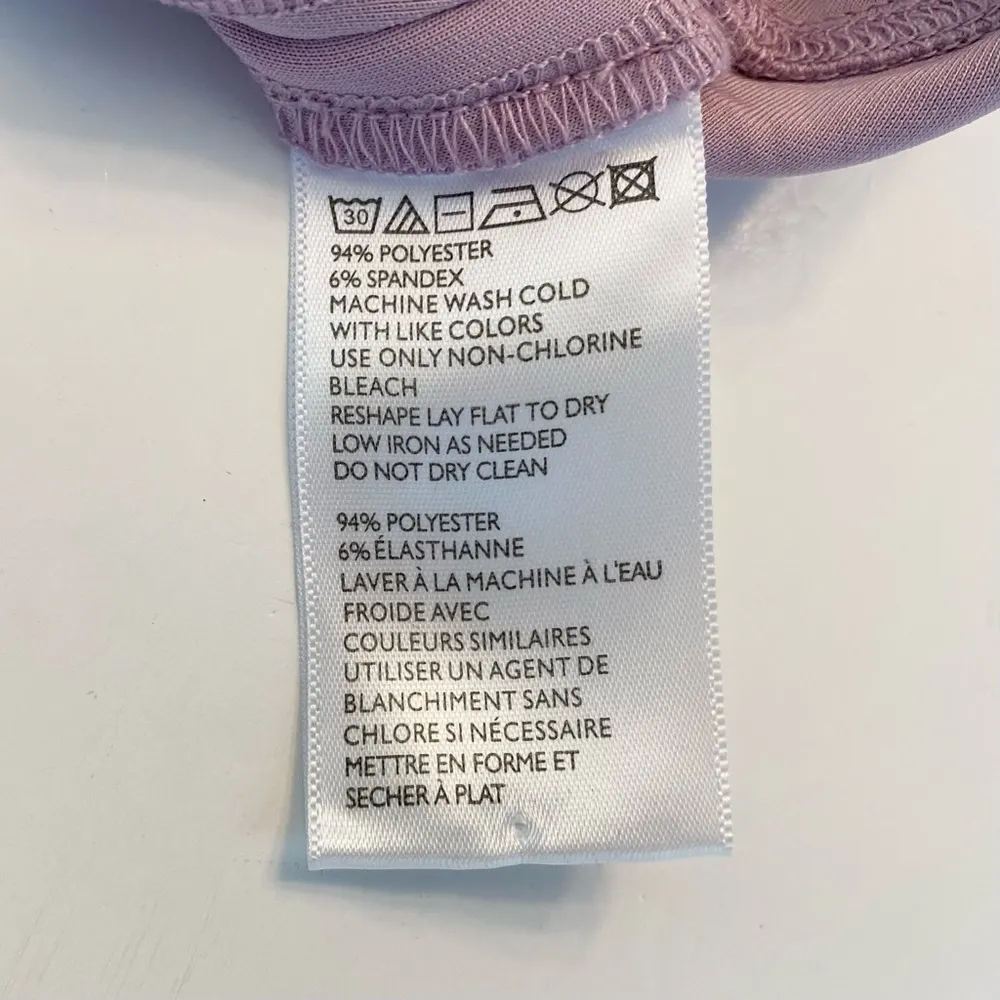 30
94% POLYESTER
6% SPANDEX
MACHINE WASH COLD
WITH LIKE COLORS
USE ONLY NON-CHLORINE
BLEACH
RESHAPE LAY FLAT TO DRY
LOW IRON AS NEEDED
DO NOT DRY CLEAN
94% POLYESTER
6% ÉLASTHANNE
LAVER À LA MACHINE À L'EAU
FROIDE AVEC
COULEURS SIMILAIRES
UTILISER UN AGENT DE
BLANCHIMENT SANS
CHLORE SI NÉCESSAIRE
METTRE EN FORME ET
SECHER À PLAT